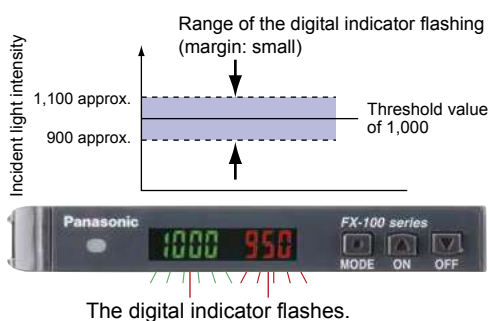 Range of the digital indicator flashing
(margin: small)
Incident light intensity
1,100 approx.
Threshold value
of 1,000
900 approx.
Panasonic
FX-100 series
1000 950
MODE ON OFF
The digital indicator flashes.